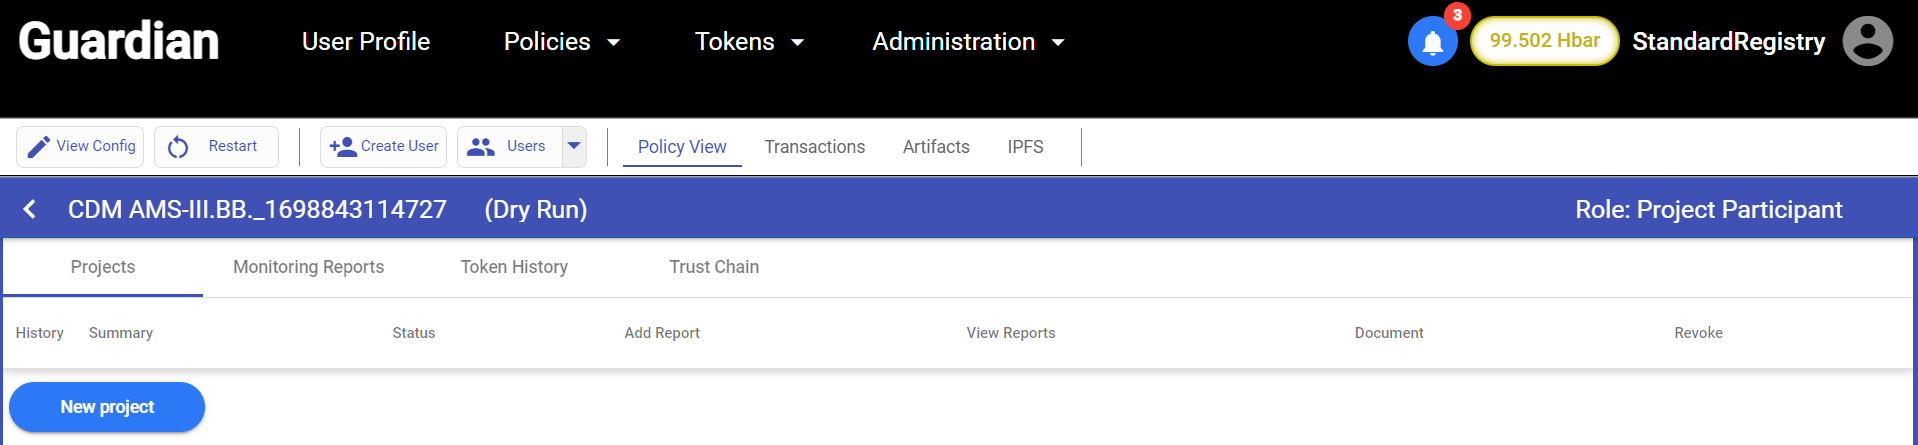 Guardian User Profile Policies Tokens Administration 3 99.502 Hbar StandardRegistry
View Config Restart Create User Users Policy View Transactions Artifacts IPFS
CDM AMS-III.BB._1698843114727 (Dry Run) Role: Project Participant
Projects Monitoring Reports Token History Trust Chain
History Summary Status Add Report View Reports Document Revoke
New project